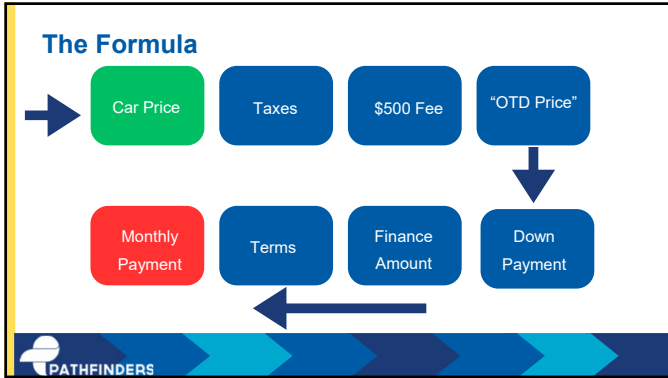 The Formula
Car Price
Taxes
$500 Fee
“OTD Price”
Monthly
Payment
Terms
Finance
Amount
Down
Payment
PATHFINDERS